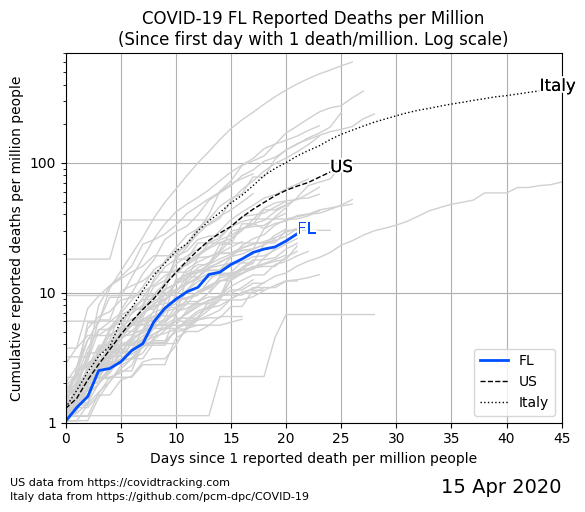 COVID-19 FL Reported Deaths per Million
(Since first day with 1 death/million. Log scale)
Cumulative reported deaths per million people
100
10
1
Italy
US
FL
FL
US
Italy
0 5 10 15 20 25 30 35 40 45
Days since 1 reported death per million people
US data from https://covidtracking.com
Italy data from https://github.com/pcm-dpc/COVID-19
15 Apr 2020